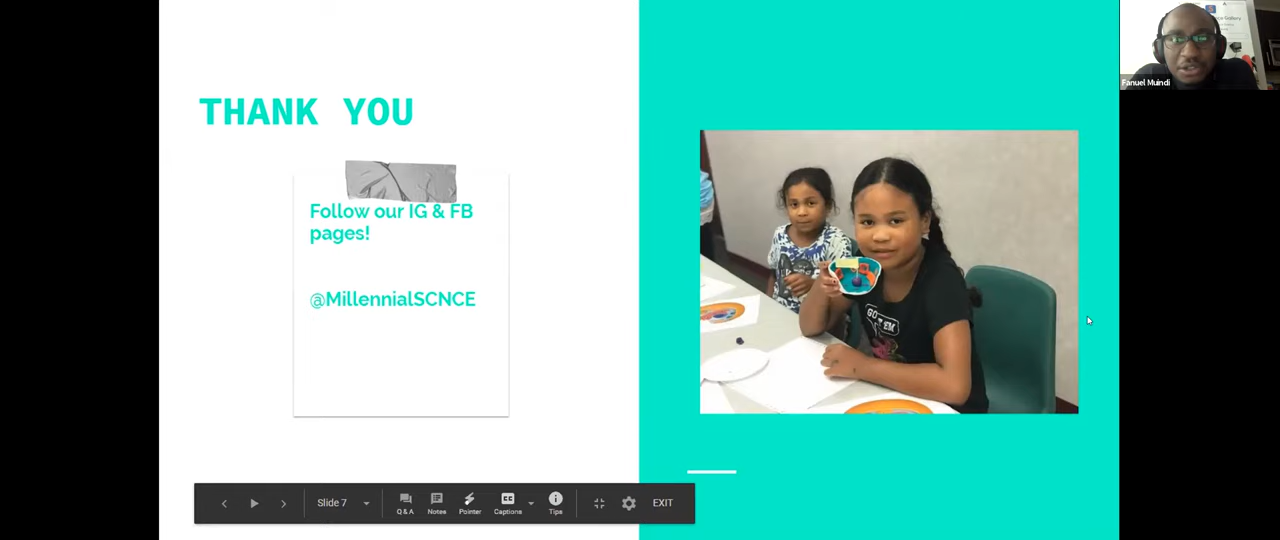 THANK YOU
Follow our IG & FB
pages!
@MillennialSCNCE
Fanuel Muindi
Slide 7
Q & A
Notes
Pointer
Captions
Tips
EXIT